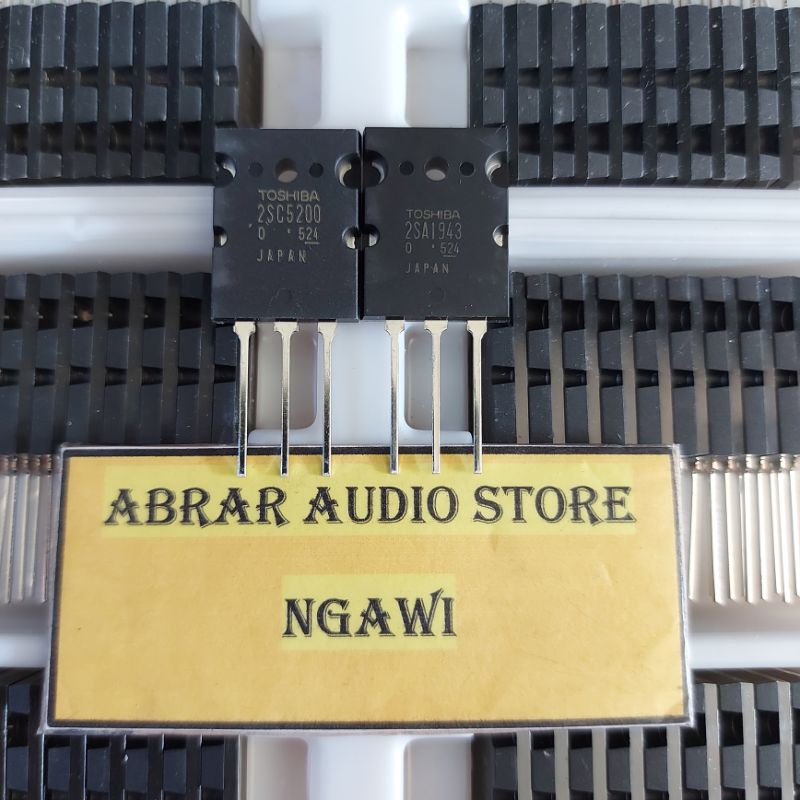 TOSHIBA
2SC5200
O • 524
JAPAN
TOSHIBA
2SA1943
O • 524
JAPAN
ABRAR AUDIO STORE
NGAWI